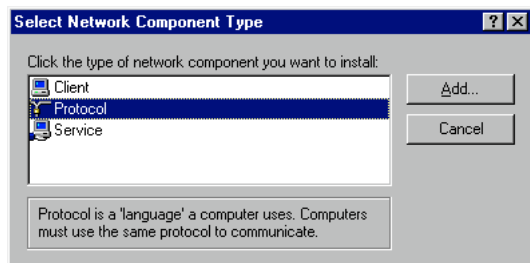 Select Network Component Type
Click the type of network component you want to install:
Client
Protocol
Service
Add...
Cancel
Protocol is a 'language' a computer uses. Computers
must use the same protocol to communicate.